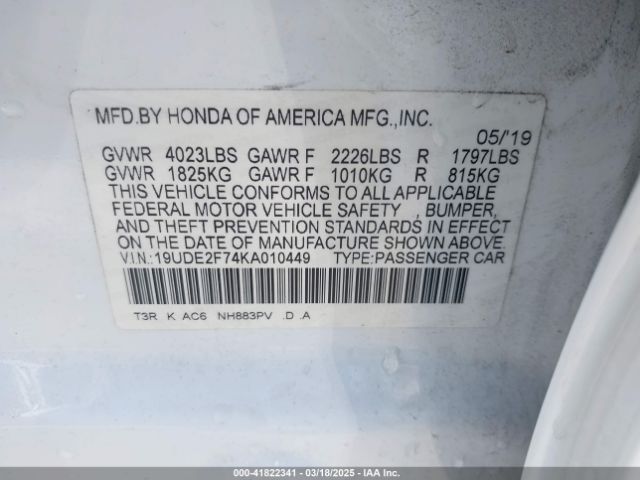 MFD.BY HONDA OF AMERICA MFG.,INC.
05/'19
GVWR 4023LBS GAWR F 2226LBS R 1797LBS
GVWR 1825KG GAWR F 1010KG R 815KG
THIS VEHICLE CONFORMS TO ALL APPLICABLE
FEDERAL MOTOR VEHICLE SAFETY , BUMPER,
AND THEFT PREVENTION STANDARDS IN EFFECT
ON THE DATE OF MANUFACTURE SHOWN ABOVE.
V.I.N.:19UDE2F74KA010449 TYPE:PASSENGER CAR
T3R K AC6 NH883PV .D .A
000-41822341 | 03/18/2025 | IAA Inc.